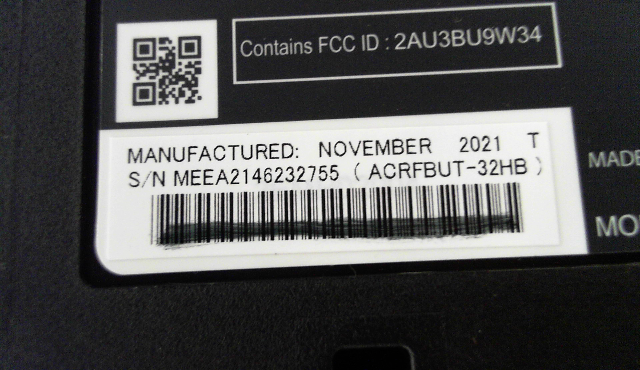 Contains FCC ID : 2AU3BU9W34
MANUFACTURED: NOVEMBER 2021 T
S/N MEEA2146232755 ( ACRFBUT-32HB )
MADE
MO